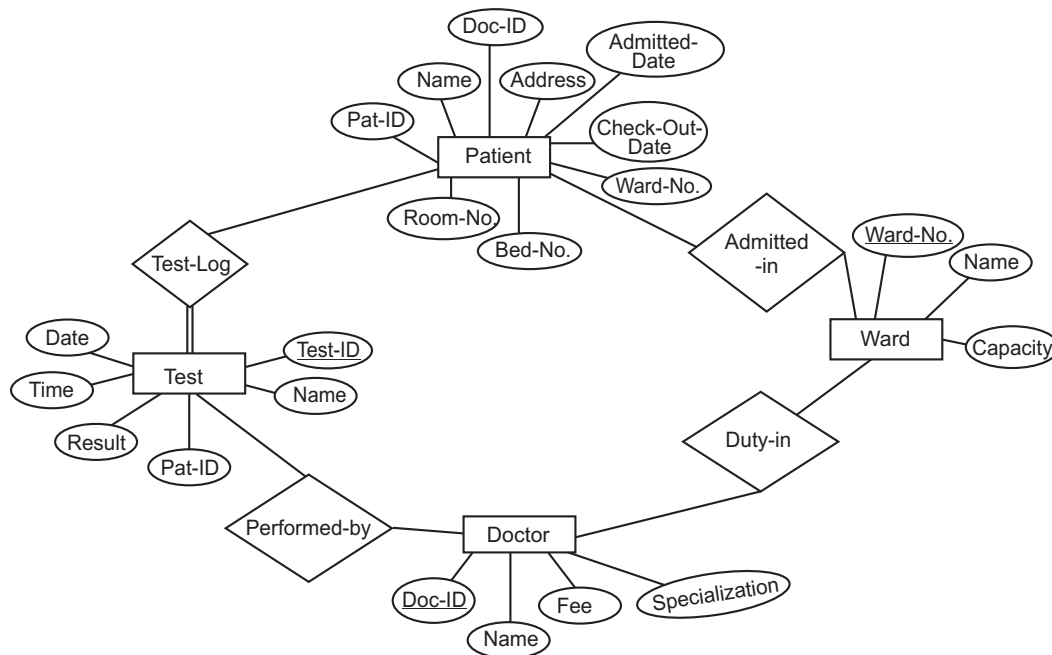 Doc-ID
Admitted-
Date
Name
Address
Pat-ID
Check-Out-
Date
Patient
Ward-No.
Room-No.
Bed-No.
Admitted
-in
Ward-No.
Name
Test-Log
Date
Test-ID
Ward
Capacity
Time
Test
Name
Result
Pat-ID
Duty-in
Performed-by
Doctor
Doc-ID
Fee
Specialization
Name